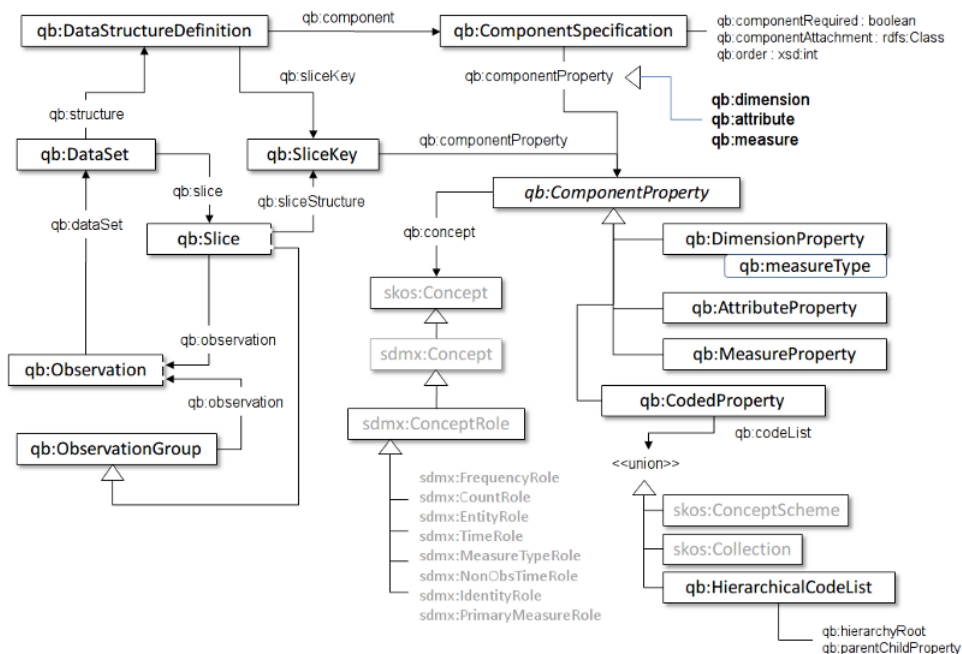 qb:component
qb:DataStructureDefinition
qb:ComponentSpecification
qb:componentRequired : boolean
qb:componentAttachment : rdfs:Class
qb:order : xsd:int
qb:sliceKey
qb:componentProperty
qb:dimension
qb:attribute
qb:measure
qb:structure
qb:DataSet
qb:SliceKey
qb:componentProperty
qb:slice
qb:sliceStructure
qb:ComponentProperty
qb:dataSet
qb:Slice
qb:concept
qb:DimensionProperty
qb:measureType
skos:Concept
qb:AttributeProperty
qb:observation
sdmx:Concept
qb:MeasureProperty
qb:Observation
qb:observation
qb:CodedProperty
sdmx:ConceptRole
qb:codeList
qb:ObservationGroup
<<union>>
sdmx:FrequencyRole
sdmx:CountRole
sdmx:EntityRole
sdmx:TimeRole
sdmx:MeasureTypeRole
sdmx:NonObsTimeRole
sdmx:IdentityRole
sdmx:PrimaryMeasureRole
skos:ConceptScheme
skos:Collection
qb:HierarchicalCodeList
qb:hierarchyRoot
qb:parentChildProperty